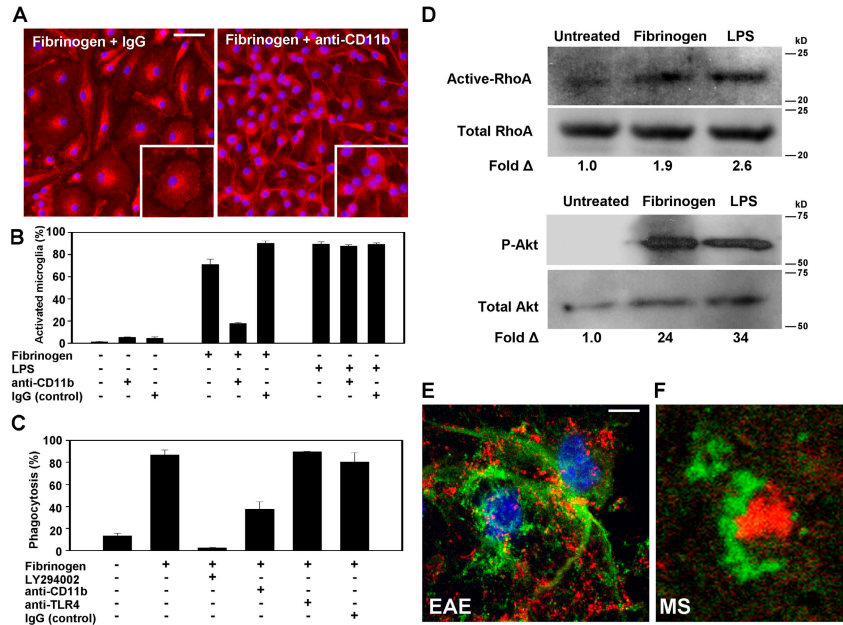 A
Fibrinogen + IgG
Fibrinogen + anti-CD11b
B
Activated microglia (%)
100
80
60
40
20
0
Fibrinogen - - - + + + - - -
LPS - - - - - - + + +
anti-CD11b - + - - + - - + -
IgG (control) - - + - - + - - +
C
Phagocytosis (%)
100
80
60
40
20
0
Fibrinogen - + + + + +
LY294002 - - + - - -
anti-CD11b - - - + - -
anti-TLR4 - - - - + -
IgG (control) - - - - - +
D
Untreated Fibrinogen LPS kD
Active-RhoA
25
20
Total RhoA
25
20
Fold Δ 1.0 1.9 2.6
Untreated Fibrinogen LPS kD
P-Akt
75
50
Total Akt
75
50
Fold Δ 1.0 24 34
E
EAE
F
MS